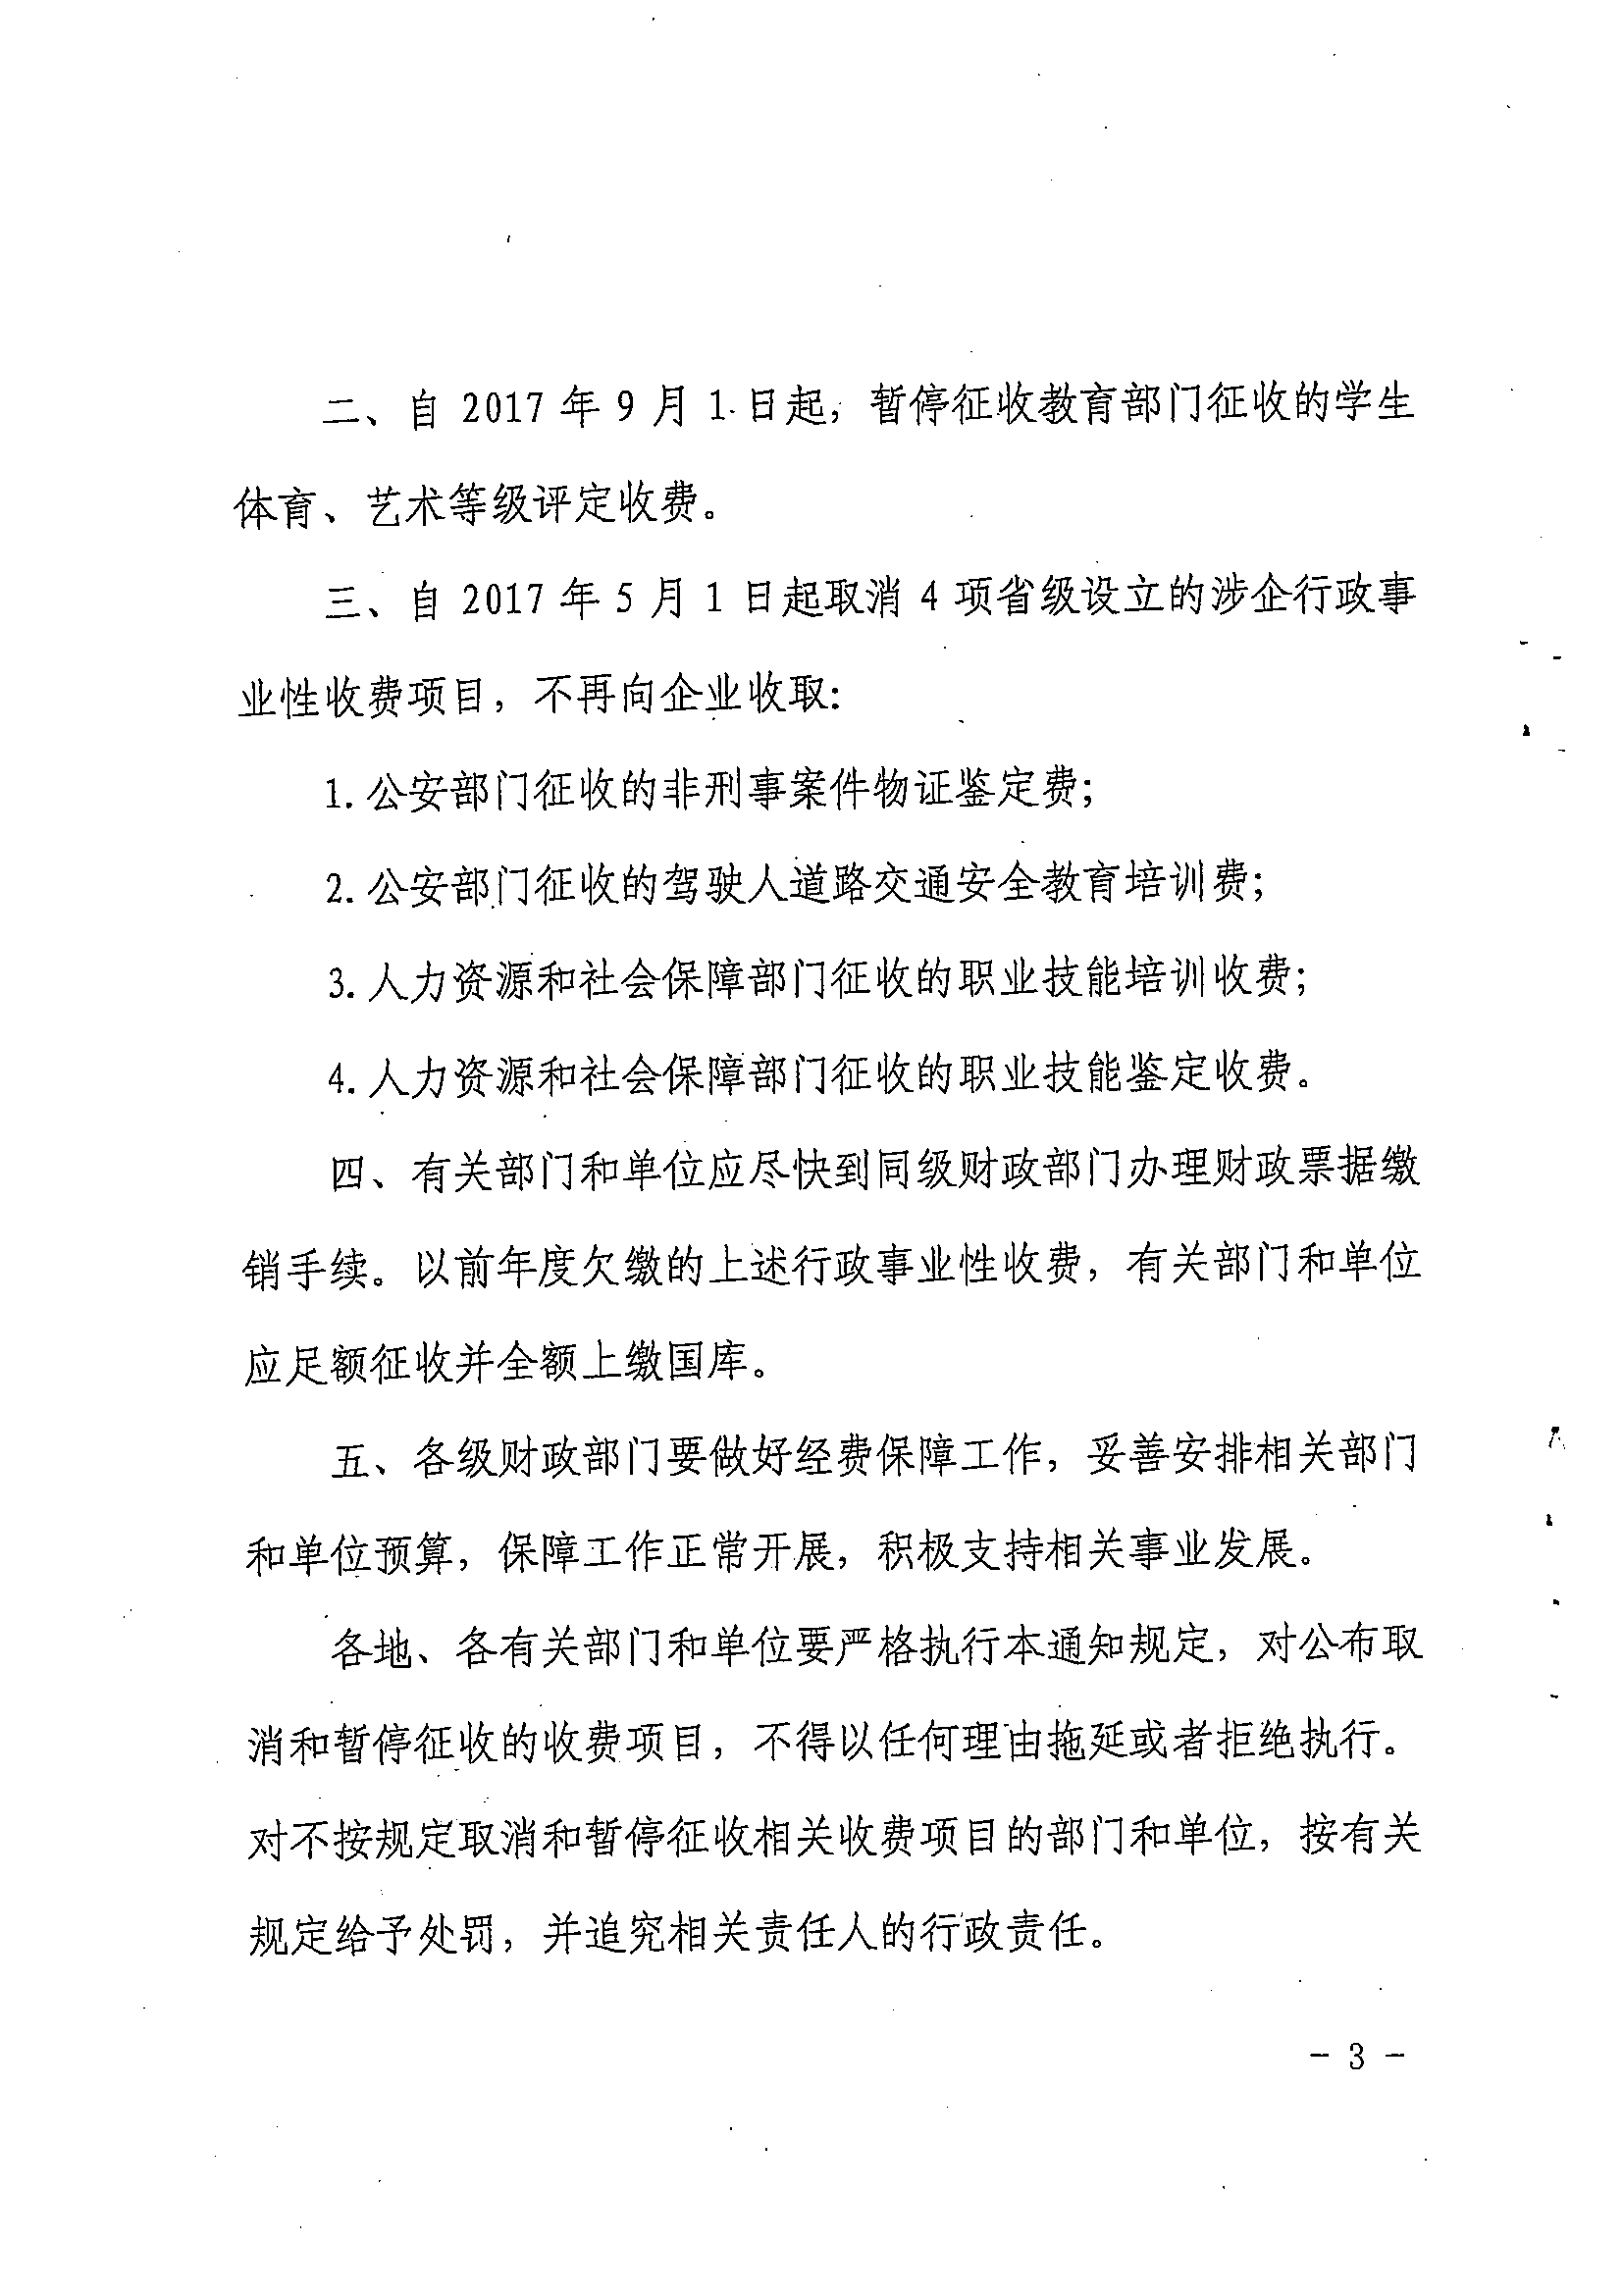 二、自 2017 年 9 月 1 日起，暂停征收教育部门征收的学生
体育、艺术等级评定收费。
三、自 2017 年 5 月 1 日起取消 4 项省级设立的涉企行政事
业性收费项目，不再向企业收取：
1.公安部门征收的非刑事案件物证鉴定费；
2.公安部门征收的驾驶人道路交通安全教育培训费；
3.人力资源和社会保障部门征收的职业技能培训收费；
4.人力资源和社会保障部门征收的职业技能鉴定收费。
四、有关部门和单位应尽快到同级财政部门办理财政票据缴
销手续。以前年度欠缴的上述行政事业性收费，有关部门和单位
应足额征收并全额上缴国库。
五、各级财政部门要做好经费保障工作，妥善安排相关部门
和单位预算，保障工作正常开展，积极支持相关事业发展。
各地、各有关部门和单位要严格执行本通知规定，对公布取
消和暂停征收的收费项目，不得以任何理由拖延或者拒绝执行。
对不按规定取消和暂停征收相关收费项目的部门和单位，按有关
规定给予处罚，并追究相关责任人的行政责任。
- 3 -